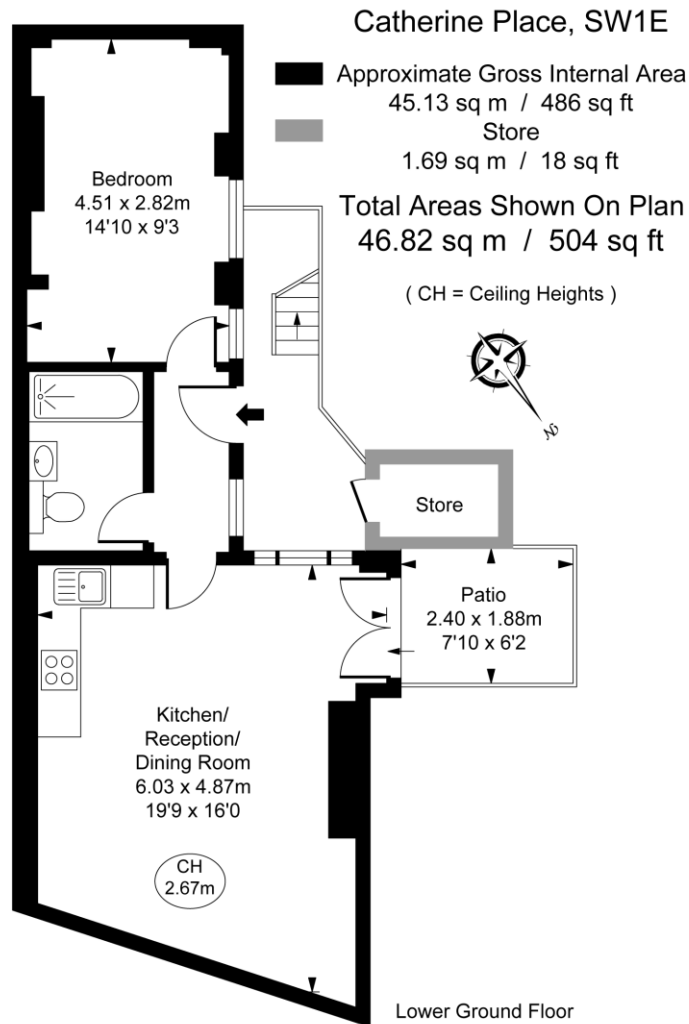 Catherine Place, SW1E
Approximate Gross Internal Area
45.13 sq m / 486 sq ft
Store
1.69 sq m / 18 sq ft
Total Areas Shown On Plan
46.82 sq m / 504 sq ft
( CH = Ceiling Heights )
N
Bedroom
4.51 x 2.82m
14'10 x 9'3
Store
Patio
2.40 x 1.88m
7'10 x 6'2
Kitchen/
Reception/
Dining Room
6.03 x 4.87m
19'9 x 16'0
CH
2.67m
Lower Ground Floor